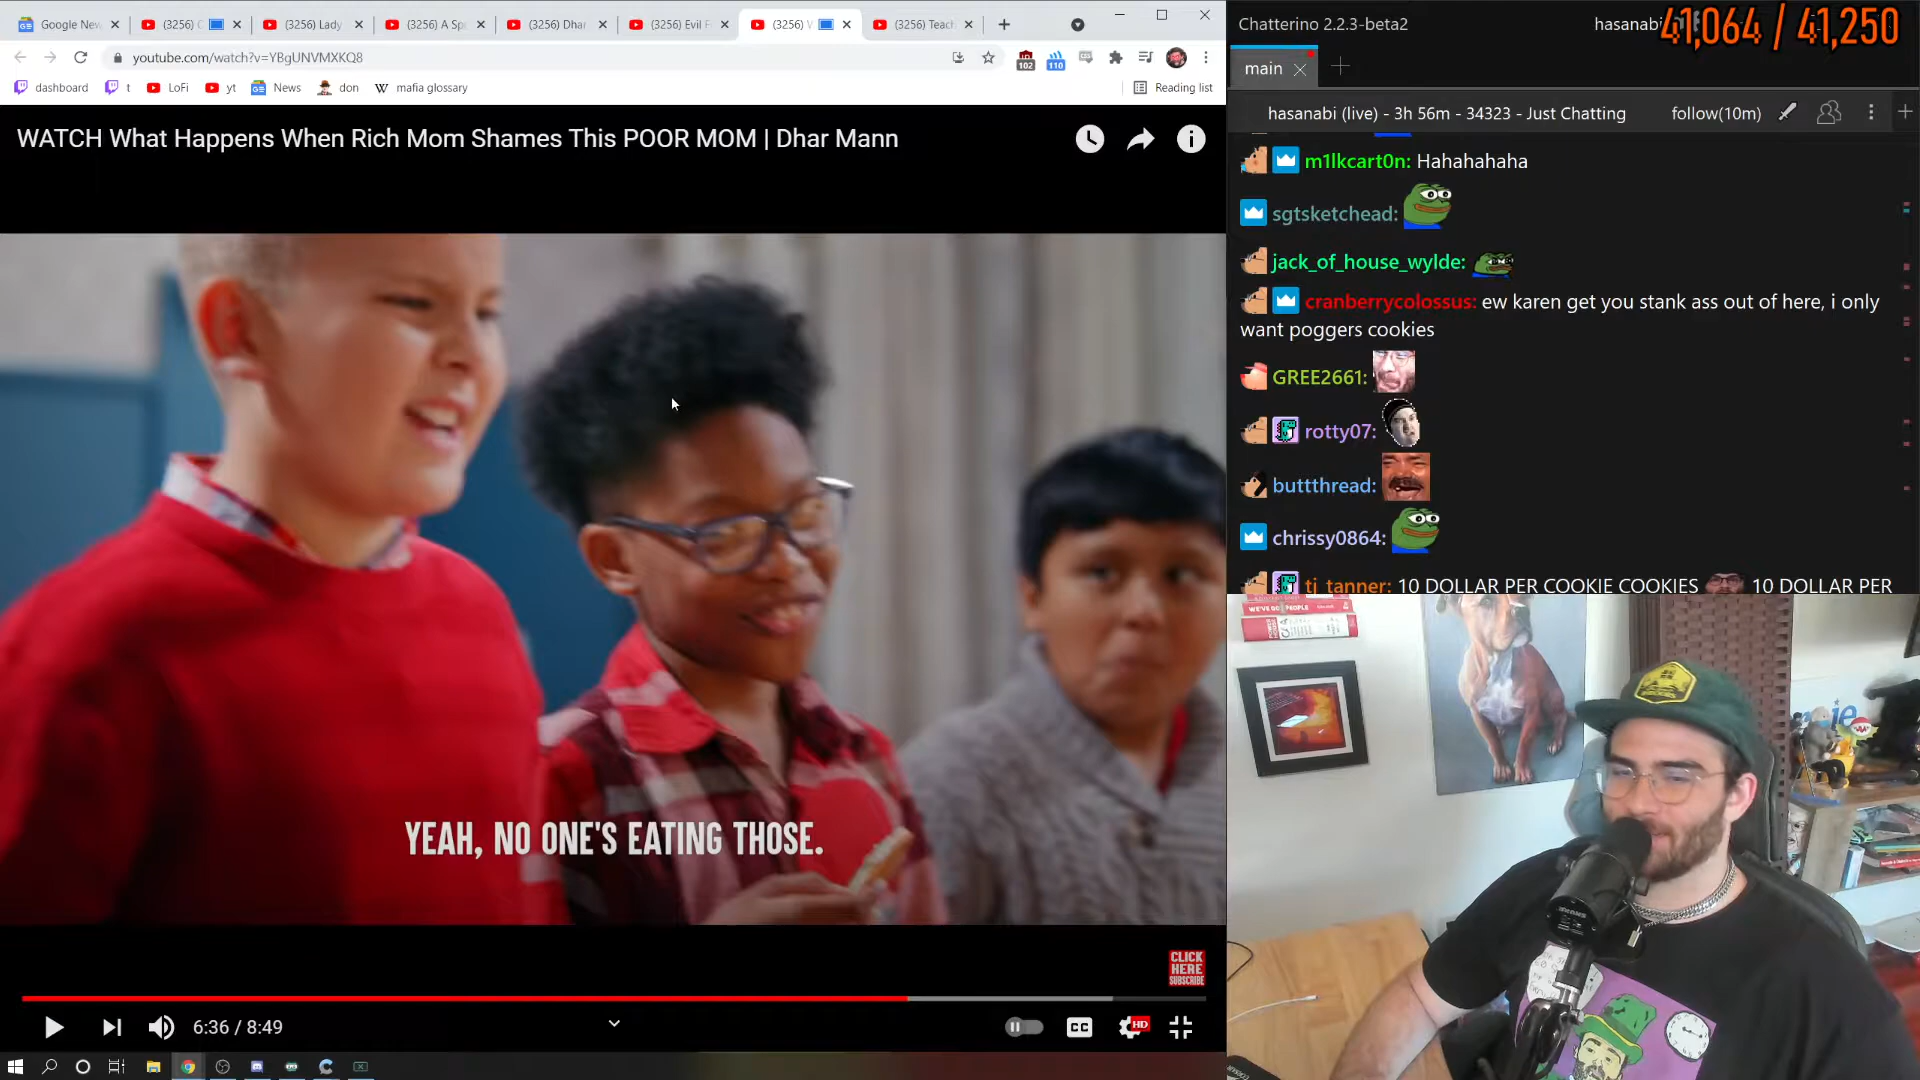 Google New
(3256) C
(3256) Lady
(3256) A Sp
(3256) Dhar
(3256) Evil F
(3256) V
(3256) Teach
youtube.com/watch?v=YBgUNVMXKQ8
102
110
dashboard
t
LoFi
yt
News
don
mafia glossary
Reading list
WATCH What Happens When Rich Mom Shames This POOR MOM | Dhar Mann
YEAH, NO ONE'S EATING THOSE.
CLICK
HERE
SUBSCRIBE
6:36 / 8:49
CC
HD
Chatterino 2.2.3-beta2
hasanabi
41,064 / 41,250
main
hasanabi (live) - 3h 56m - 34323 - Just Chatting
follow(10m)
m1lkcart0n: Hahahahaha
sgtsketchead:
jack_of_house_wylde:
cranberrycolossus: ew karen get you stank ass out of here, i only
want poggers cookies
GREE2661:
rotty07:
buttthread:
chrissy0864:
tj_tanner: 10 DOLLAR PER COOKIE COOKIES 10 DOLLAR PER